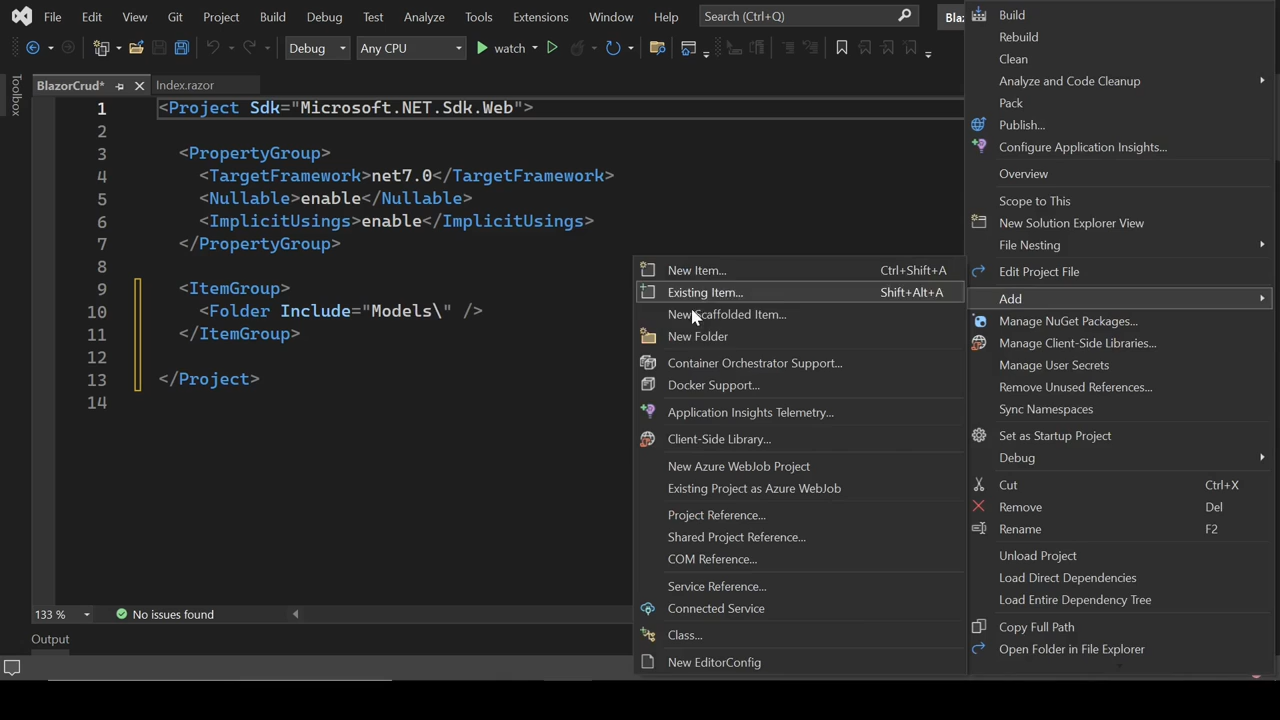 File Edit View Git Project Build Debug Test Analyze Tools Extensions Window Help Search (Ctrl+Q) Blaz
Debug Any CPU watch
BlazorCrud* Index.razor
Toolbox
1 <Project Sdk="Microsoft.NET.Sdk.Web">
2
3 <PropertyGroup>
4 <TargetFramework>net7.0</TargetFramework>
5 <Nullable>enable</Nullable>
6 <ImplicitUsings>enable</ImplicitUsings>
7 </PropertyGroup>
8
9 <ItemGroup>
10 <Folder Include="Models\" />
11 </ItemGroup>
12
13 </Project>
14
133 % No issues found
Output
New Item... Ctrl+Shift+A
Existing Item... Shift+Alt+A
New Scaffolded Item...
New Folder
Container Orchestrator Support...
Docker Support...
Application Insights Telemetry...
Client-Side Library...
New Azure WebJob Project
Existing Project as Azure WebJob
Project Reference...
Shared Project Reference...
COM Reference...
Service Reference...
Connected Service
Class...
New EditorConfig
Build
Rebuild
Clean
Analyze and Code Cleanup
Pack
Publish...
Configure Application Insights...
Overview
Scope to This
New Solution Explorer View
File Nesting
Edit Project File
Add
Manage NuGet Packages...
Manage Client-Side Libraries...
Manage User Secrets
Remove Unused References...
Sync Namespaces
Set as Startup Project
Debug
Cut Ctrl+X
Remove Del
Rename F2
Unload Project
Load Direct Dependencies
Load Entire Dependency Tree
Copy Full Path
Open Folder in File Explorer